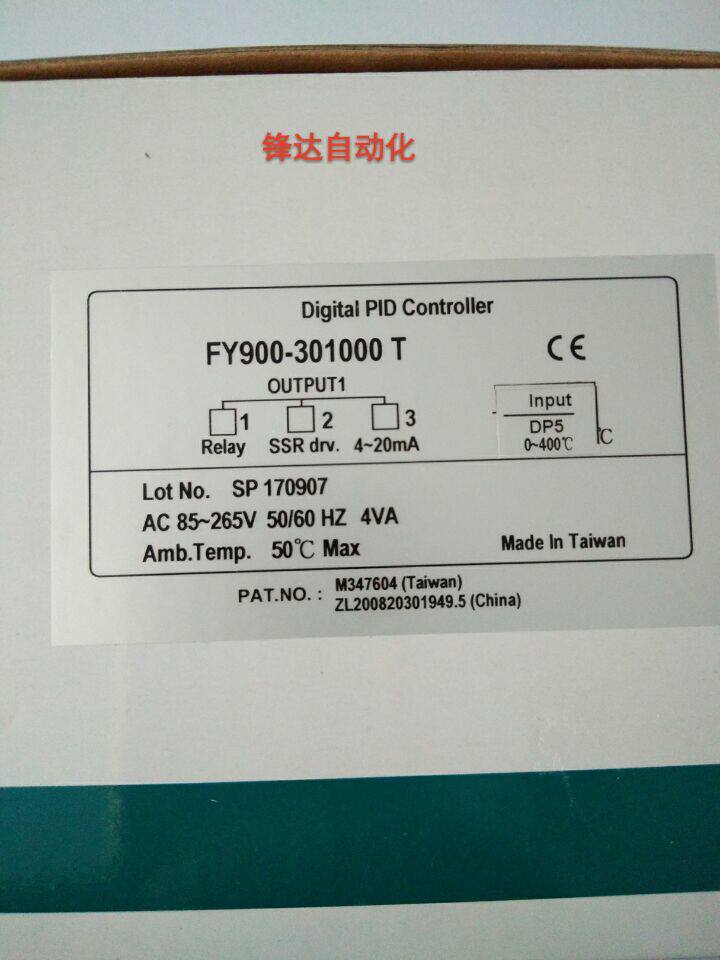 锋达自动化
Digital PID Controller
FY900-301000 T CE
OUTPUT1
1 2 3
Relay SSR drv. 4~20mA
Input
DP5
0~400℃ ℃
Lot No. SP 170907
AC 85~265V 50/60 HZ 4VA
Amb.Temp. 50℃ Max
Made In Taiwan
PAT.NO. : M347604 (Taiwan)
ZL200820301949.5 (China)